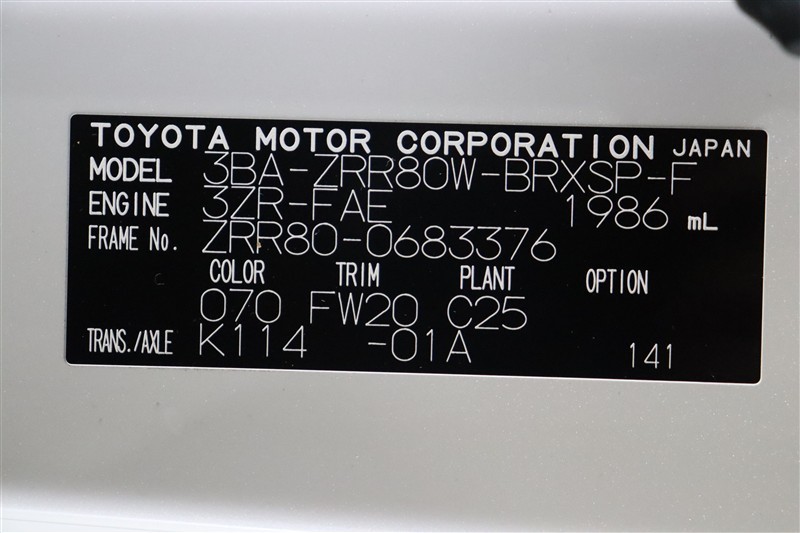 TOYOTA MOTOR CORPORATION JAPAN
MODEL 3BA-ZRR80W-BRXSP-F
ENGINE 3ZR-FAE 1986 mL
FRAME No. ZRR80-0683376
COLOR TRIM PLANT OPTION
070 FW20 C25
TRANS./AXLE K114 -01A 141